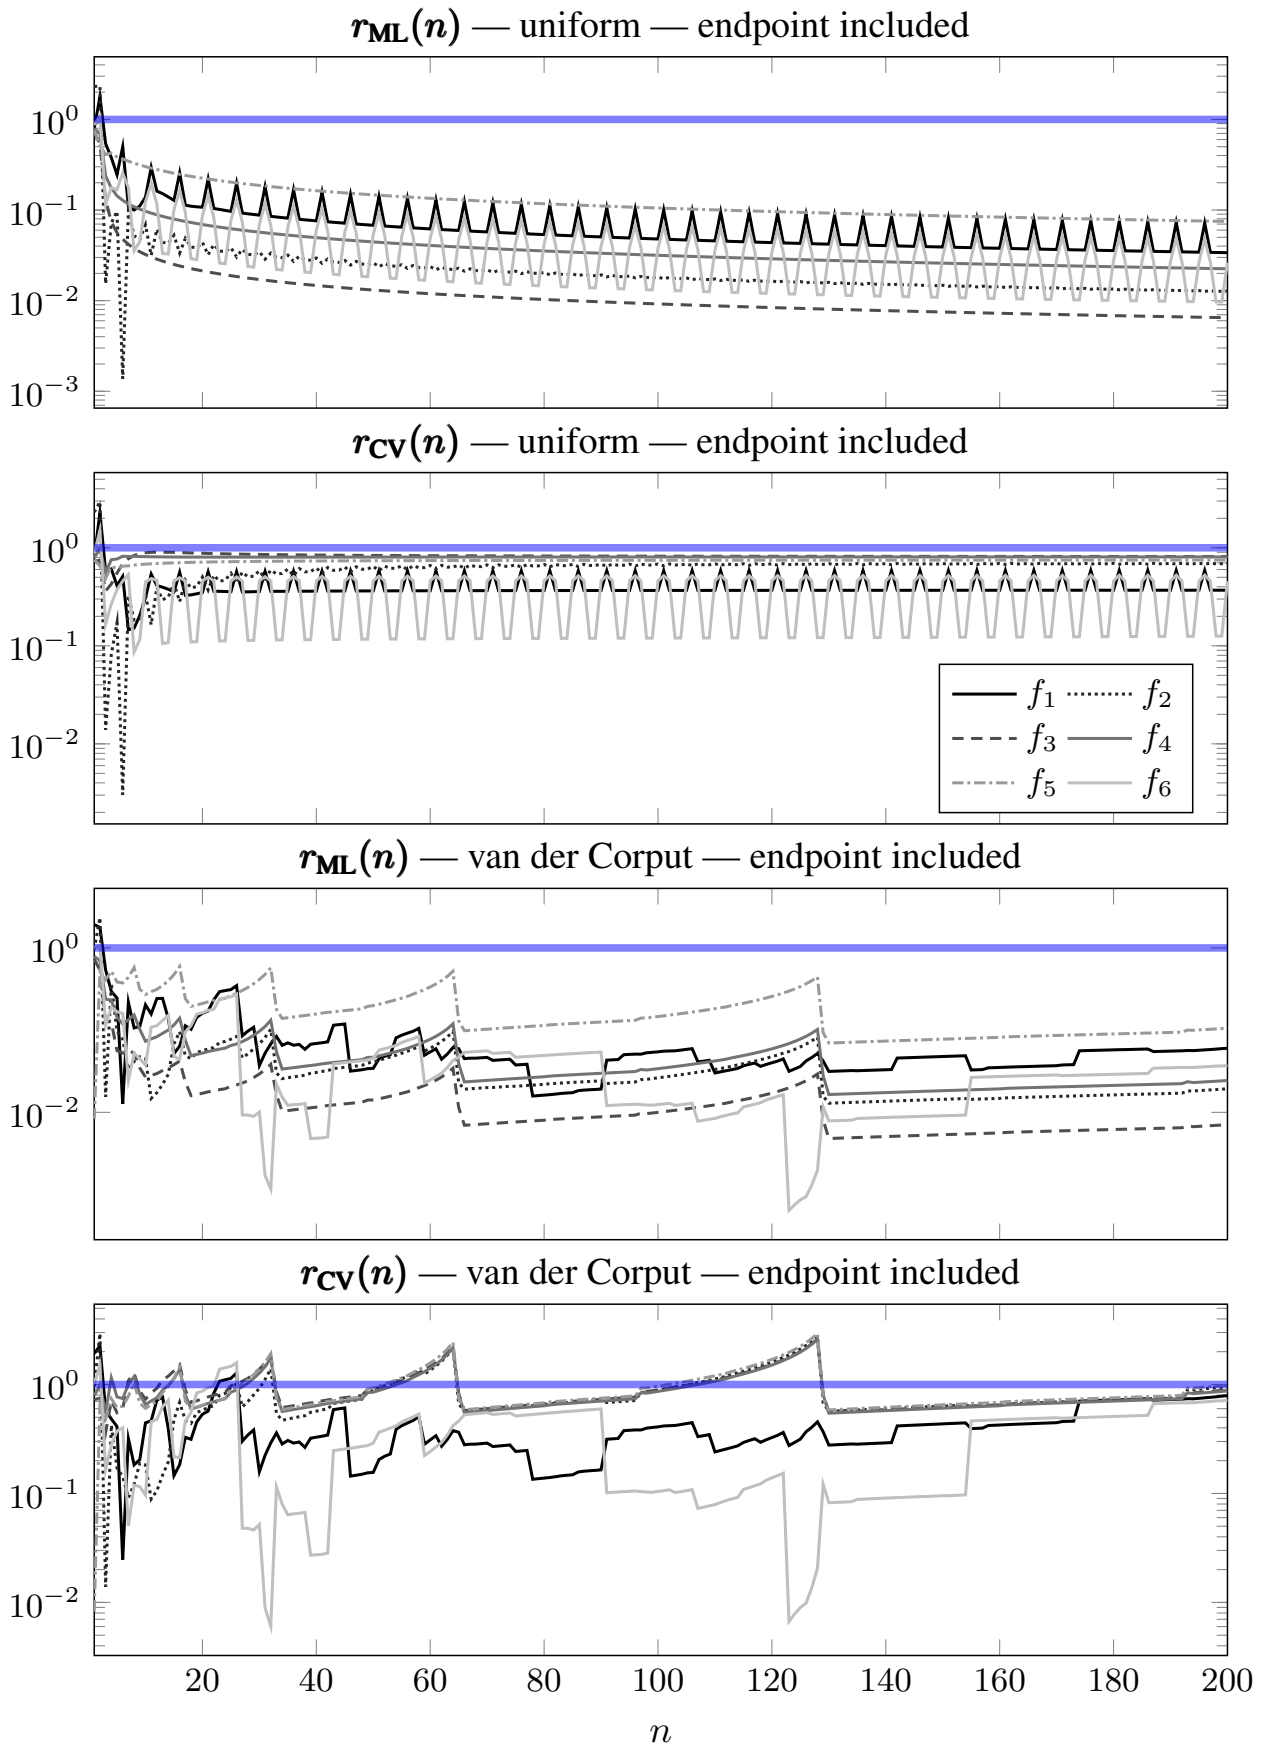 r_ML(n) — uniform — endpoint included
10^0
10^−1
10^−2
10^−3
r_CV(n) — uniform — endpoint included
10^0
10^−1
10^−2
f_1 f_2
f_3 f_4
f_5 f_6
r_ML(n) — van der Corput — endpoint included
10^0
10^−2
r_CV(n) — van der Corput — endpoint included
10^0
10^−1
10^−2
20 40 60 80 100 120 140 160 180 200
n